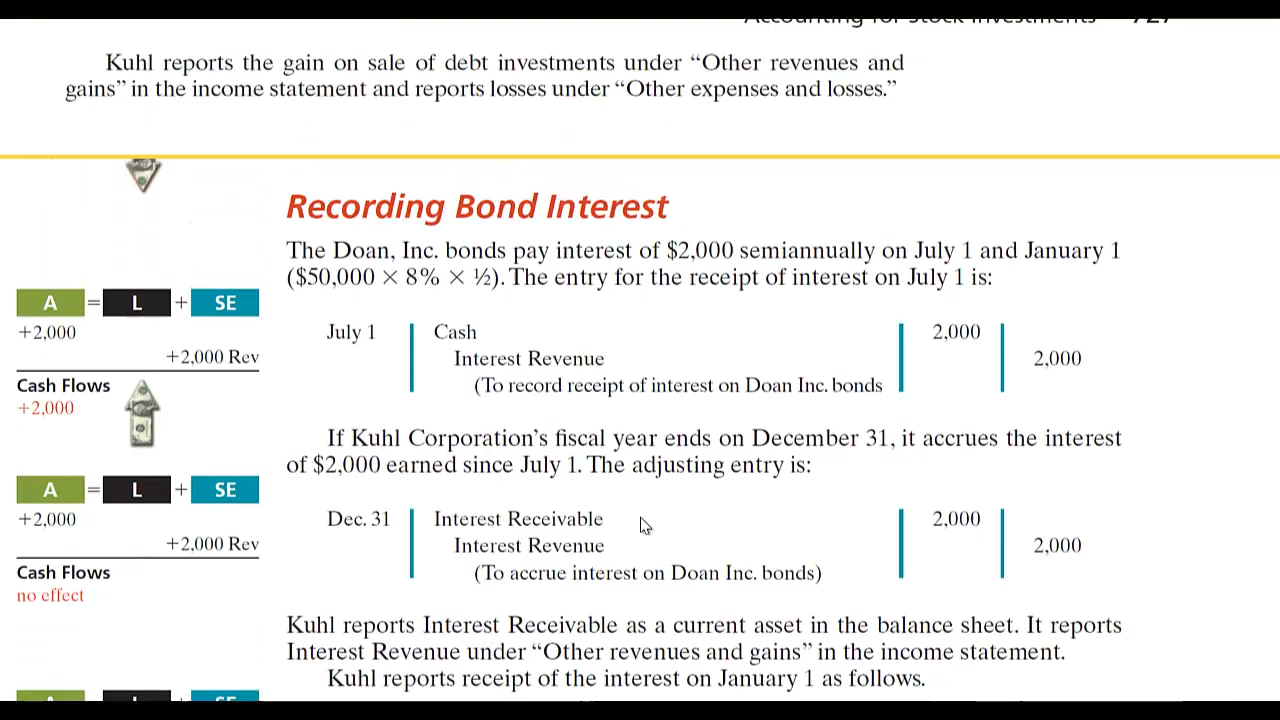 Accounting for Stock Investments 727
Kuhl reports the gain on sale of debt investments under “Other revenues and
gains” in the income statement and reports losses under “Other expenses and losses.”
Recording Bond Interest
The Doan, Inc. bonds pay interest of $2,000 semiannually on July 1 and January 1
($50,000 × 8% × ½). The entry for the receipt of interest on July 1 is:
A = L + SE
+2,000
+2,000 Rev
Cash Flows
+2,000
July 1 Cash 2,000
Interest Revenue 2,000
(To record receipt of interest on Doan Inc. bonds
If Kuhl Corporation’s fiscal year ends on December 31, it accrues the interest
of $2,000 earned since July 1. The adjusting entry is:
A = L + SE
+2,000
+2,000 Rev
Cash Flows
no effect
Dec. 31 Interest Receivable 2,000
Interest Revenue 2,000
(To accrue interest on Doan Inc. bonds)
Kuhl reports Interest Receivable as a current asset in the balance sheet. It reports
Interest Revenue under “Other revenues and gains” in the income statement.
Kuhl reports receipt of the interest on January 1 as follows.
A L SE